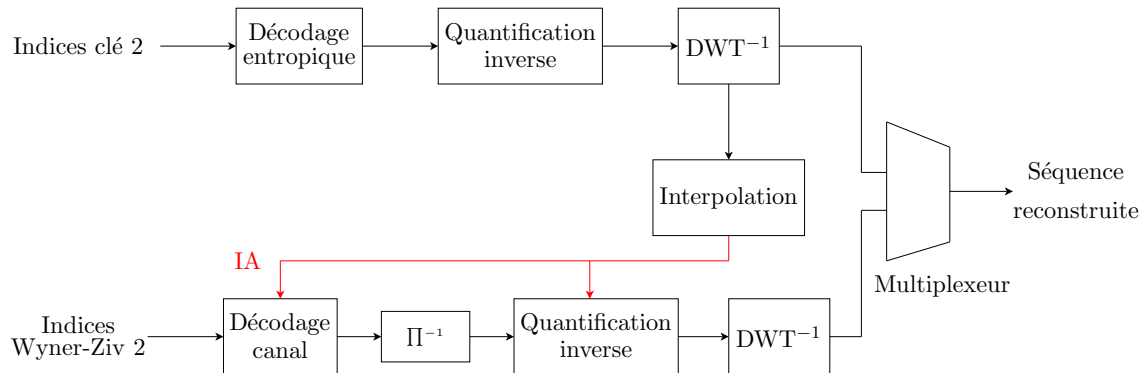 Indices clé 2
Décodage
entropique
Quantification
inverse
DWT⁻¹
Interpolation
Séquence
reconstruite
Multiplexeur
IA
Indices
Wyner-Ziv 2
Décodage
canal
Π⁻¹
Quantification
inverse
DWT⁻¹